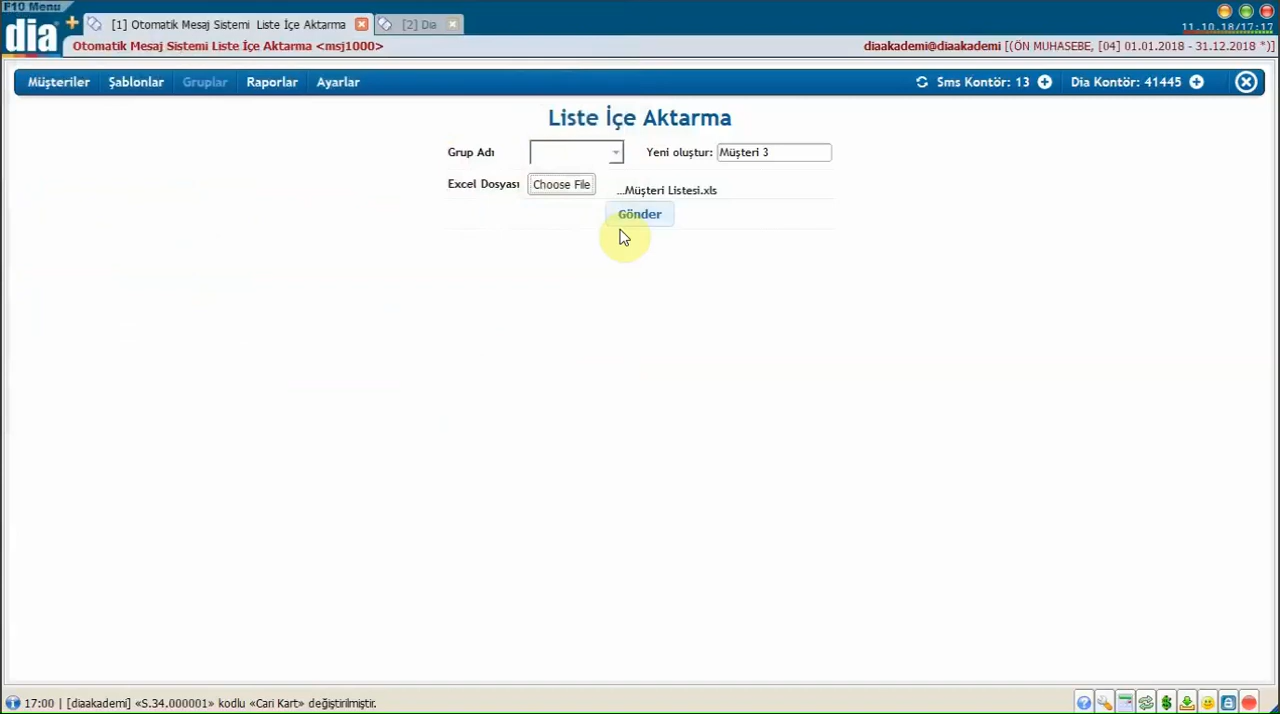 F10 Menu
dia
[1] Otomatik Mesaj Sistemi Liste İçe Aktarma
[2] Dia
11.10.18/17:17
Otomatik Mesaj Sistemi Liste İçe Aktarma <msj1000>
diaakademi@diaakademi [(ÖN MUHASEBE, [04] 01.01.2018 - 31.12.2018 *)]
Müşteriler Şablonlar Gruplar Raporlar Ayarlar
Sms Kontör: 13
Dia Kontör: 41445
Liste İçe Aktarma
Grup Adı
Yeni oluştur: Müşteri 3
Excel Dosyası Choose File ...Müşteri Listesi.xls
Gönder
17:00 | [diaakademi] «S.34.000001» kodlu «Cari Kart» değiştirilmiştir.